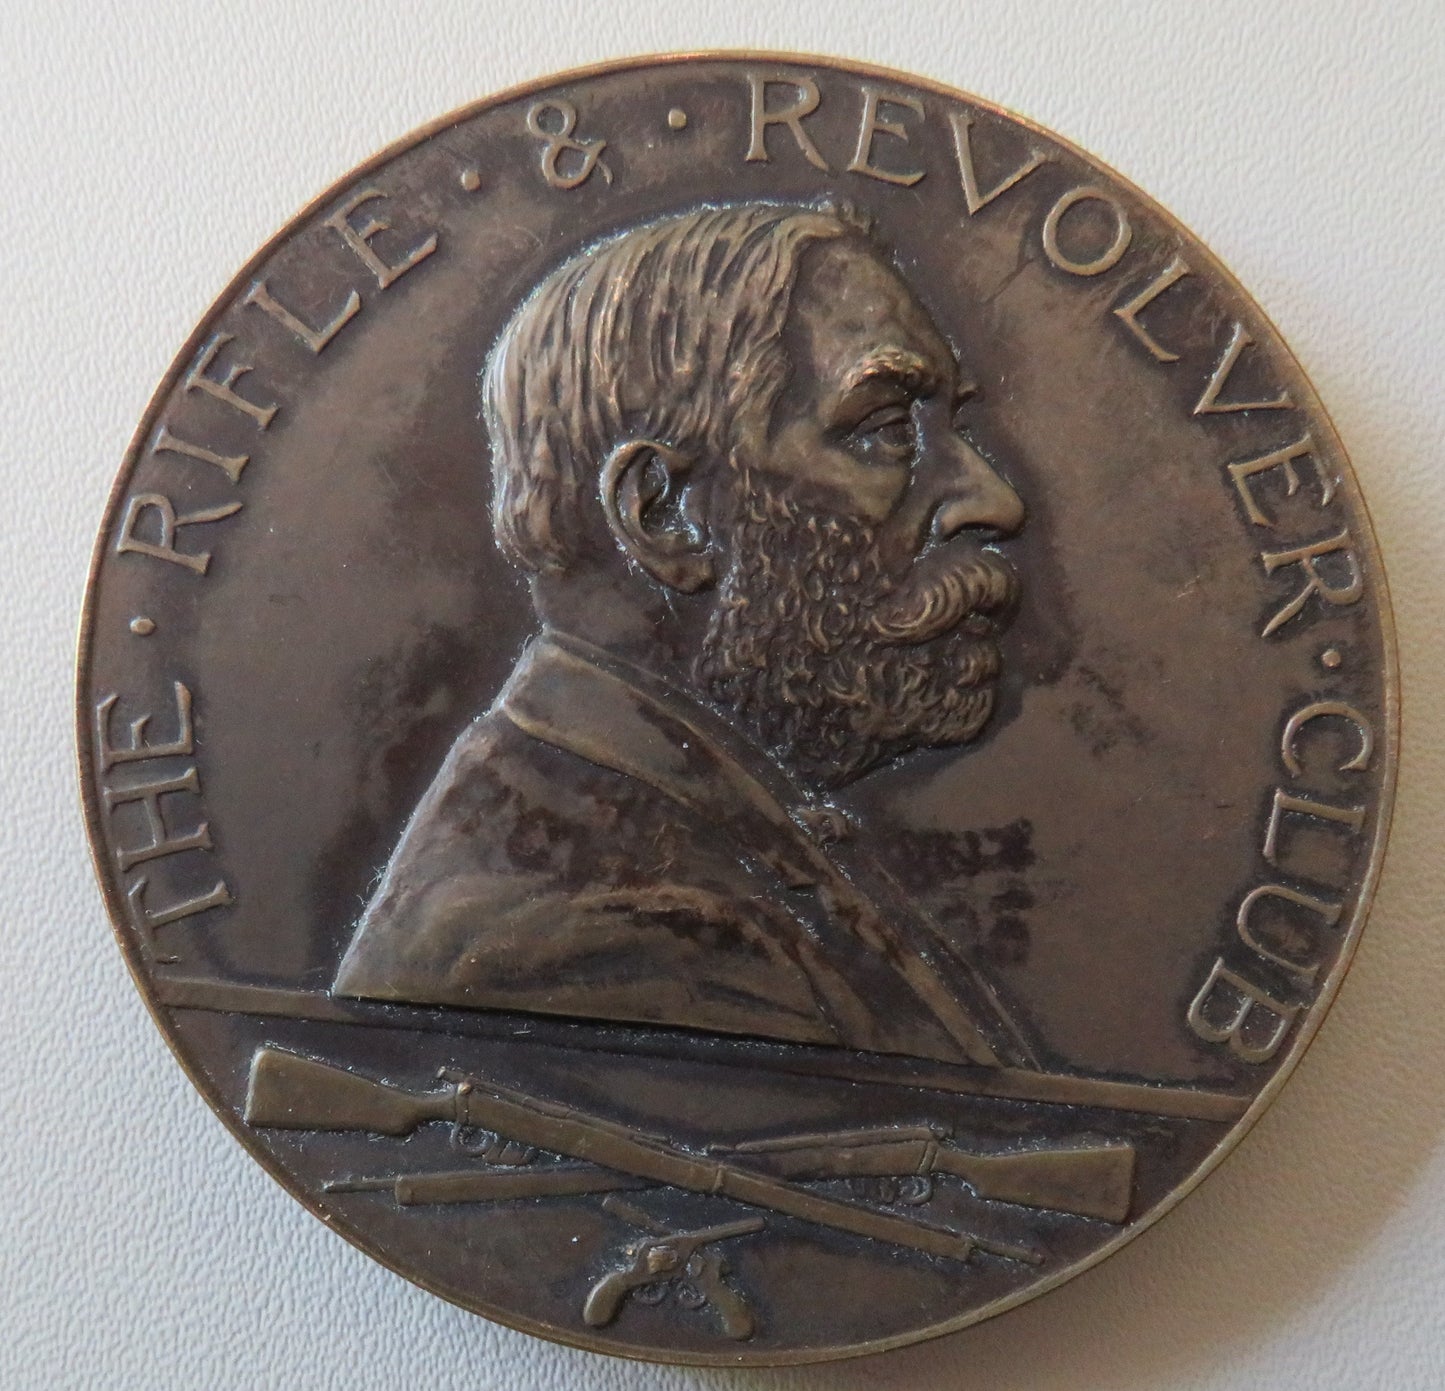 THE · RIFLE · & · REVOLVER · CLUB